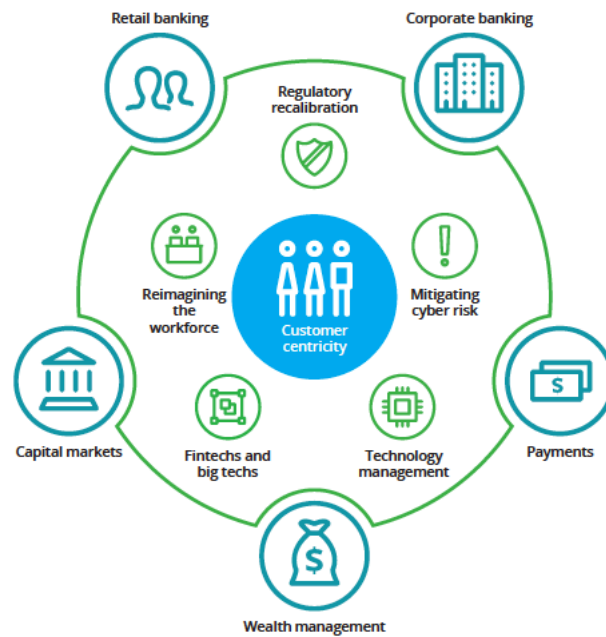 Retail banking
Corporate banking
Regulatory
recalibration
Reimagining
the
workforce
Mitigating
cyber risk
Customer
centricity
Capital markets
Fintechs and
big techs
Technology
management
$
Payments
$
Wealth management